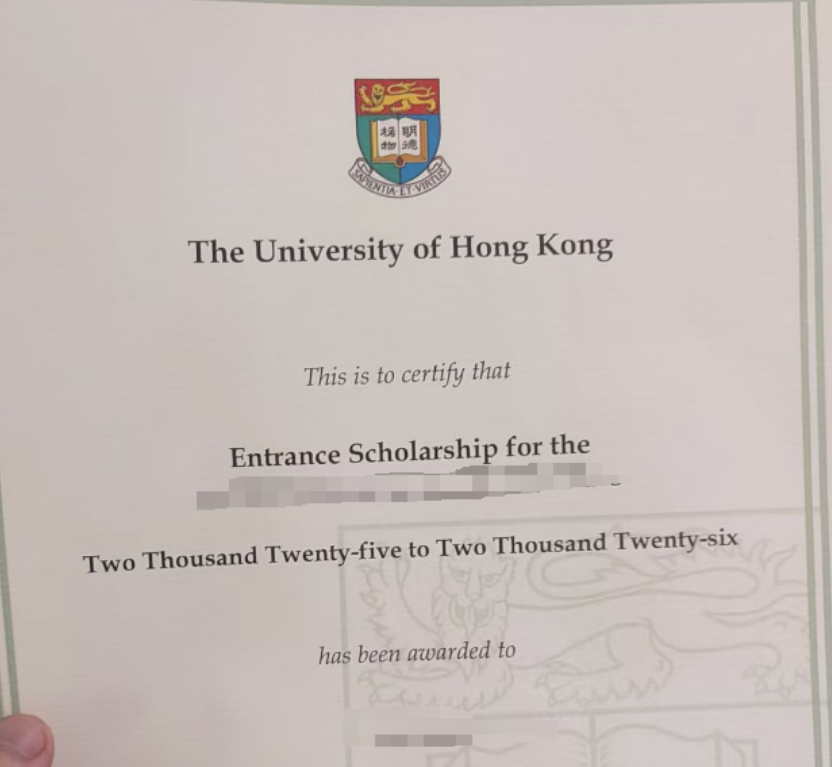 格 明
物 德
SAPIENTIA·ET·VIRTUS
The University of Hong Kong
This is to certify that
Entrance Scholarship for the
Two Thousand Twenty-five to Two Thousand Twenty-six
has been awarded to